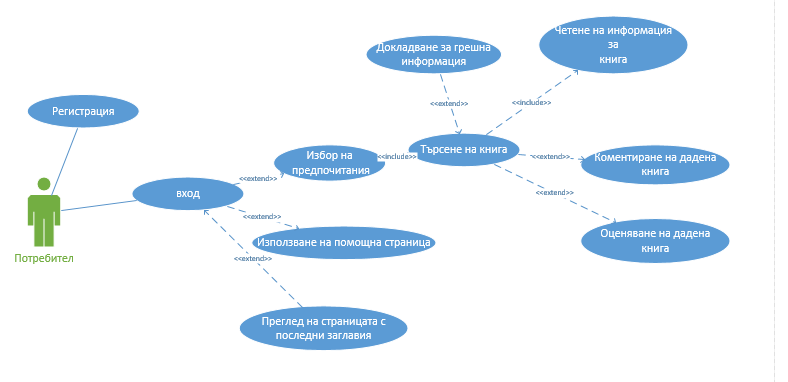 Докладване за грешна
информация
<<extend>>
Четене на информация
за
книга
<<include>>
Регистрация
Избор на
предпочитания
<<include>>
Търсене на книга
<<extend>>
Коментиране на дадена
книга
<<extend>>
Оценяване на дадена
книга
вход
<<extend>>
<<extend>>
Използване на помощна страница
<<extend>>
Потребител
Преглед на страницата с
последни заглавия